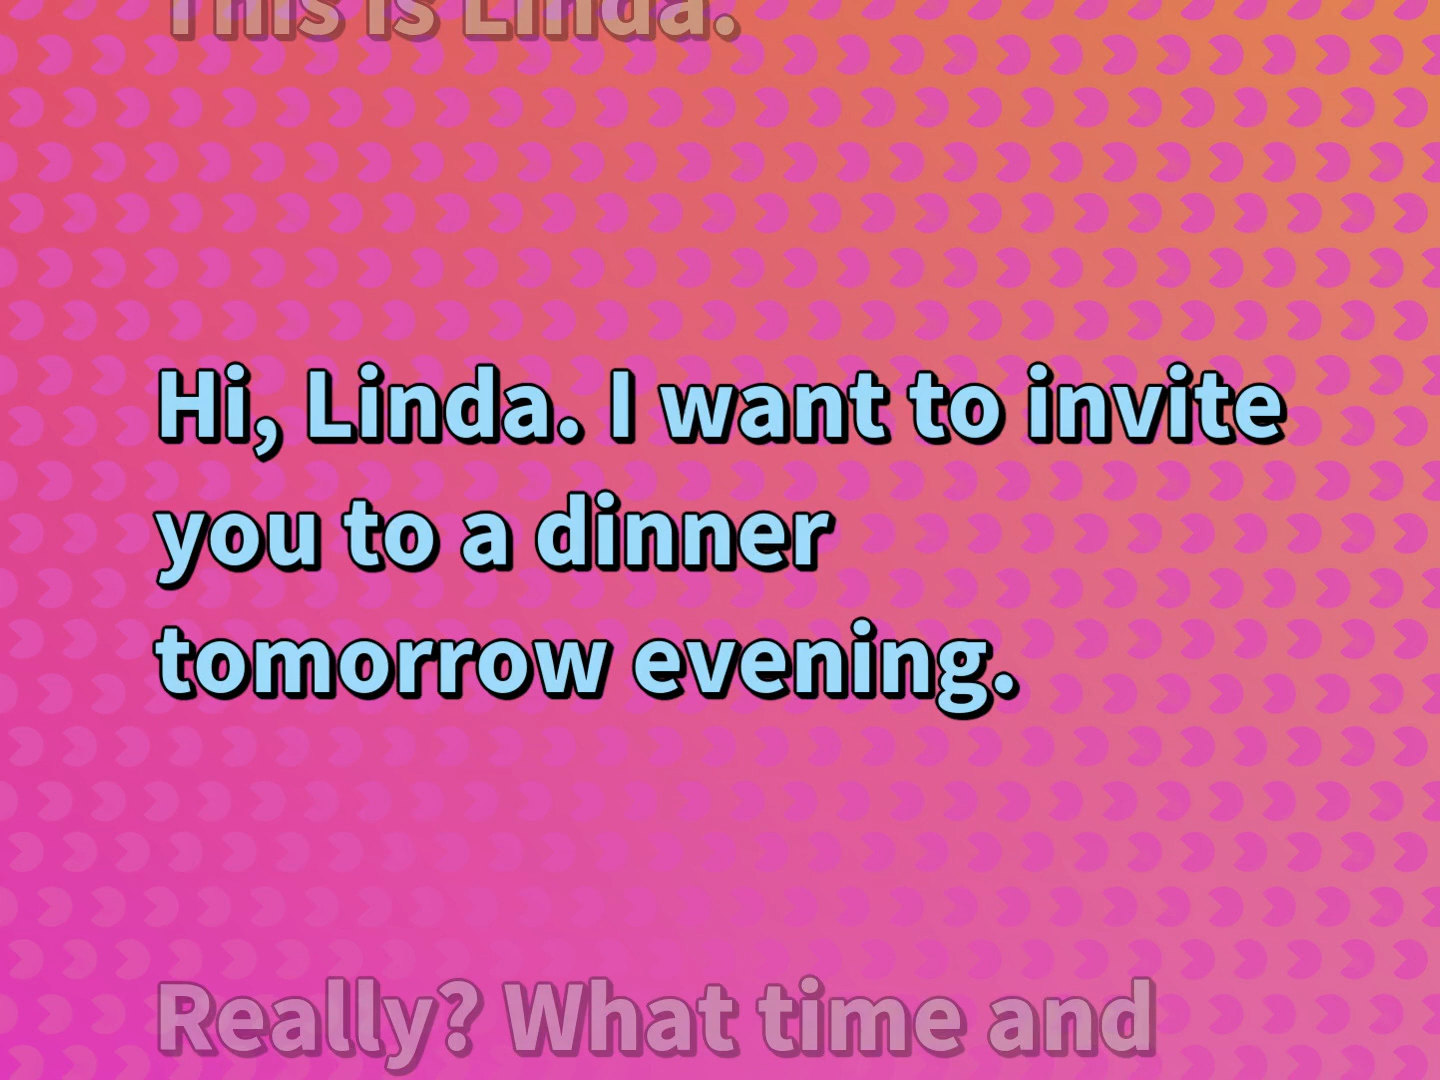 This is Linda.
Hi, Linda. I want to invite
you to a dinner
tomorrow evening.
Really? What time and